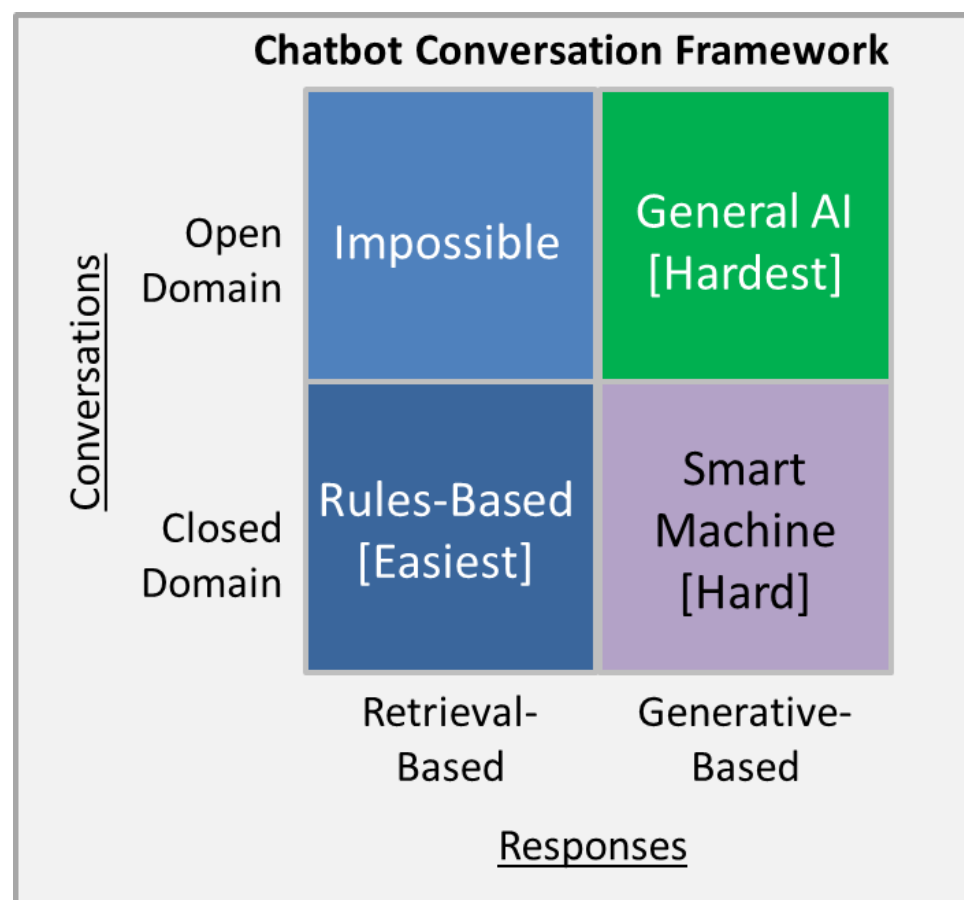 Chatbot Conversation Framework
Conversations
Open
Domain
Impossible
General AI
[Hardest]
Closed
Domain
Rules-Based
[Easiest]
Smart
Machine
[Hard]
Retrieval-
Based
Generative-
Based
Responses